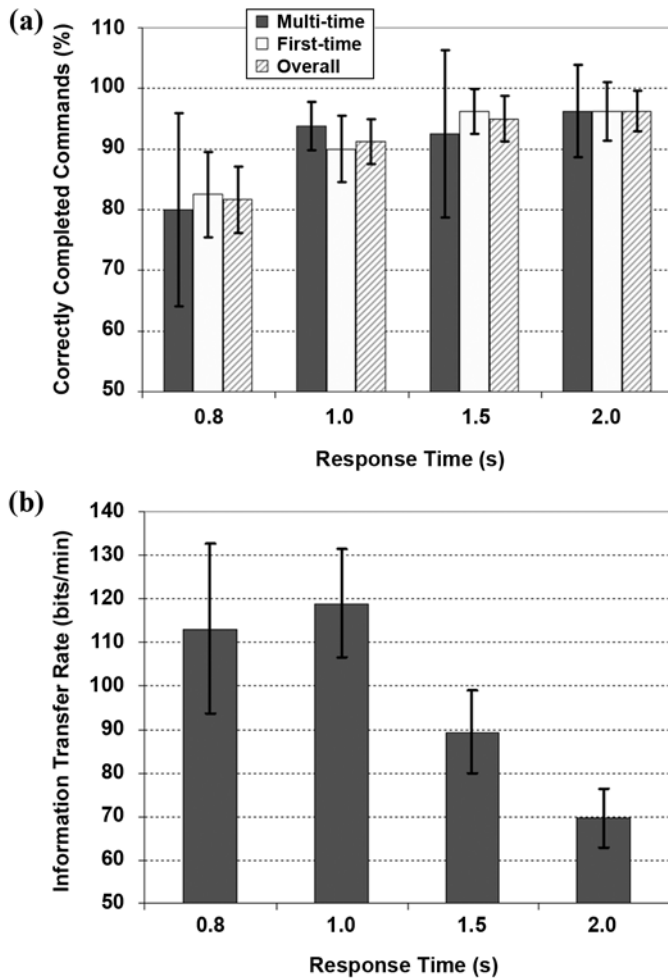 (a)
Correctly Completed Commands (%)
110
100
90
80
70
60
50
Multi-time
First-time
Overall
0.8 1.0 1.5 2.0
Response Time (s)
(b)
Information Transfer Rate (bits/min)
140
130
120
110
100
90
80
70
60
50
0.8 1.0 1.5 2.0
Response Time (s)